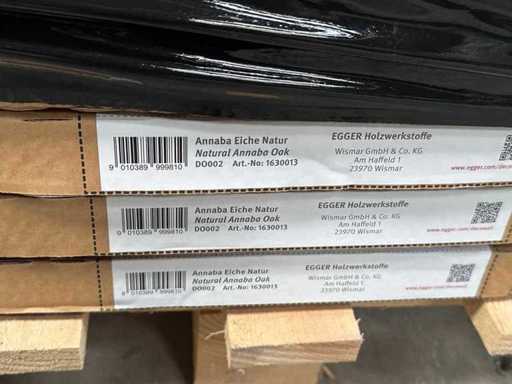 9 010389 999810
Annaba Eiche Natur
Natural Annaba Oak
DO002 Art.-No: 1630013
EGGER Holzwerkstoffe
Wismar GmbH & Co. KG
Am Haffeld 1
23970 Wismar
9 010389 999810
Annaba Eiche Natur
Natural Annaba Oak
DO002 Art.-No: 1630013
EGGER Holzwerkstoffe
Wismar GmbH & Co. KG
Am Haffeld 1
23970 Wismar
9 010389 999810
Annaba Eiche Natur
Natural Annaba Oak
DO002 Art.-No: 1630013
EGGER Holzwerkstoffe
Wismar GmbH & Co. KG
Am Haffeld 1
23970 Wismar